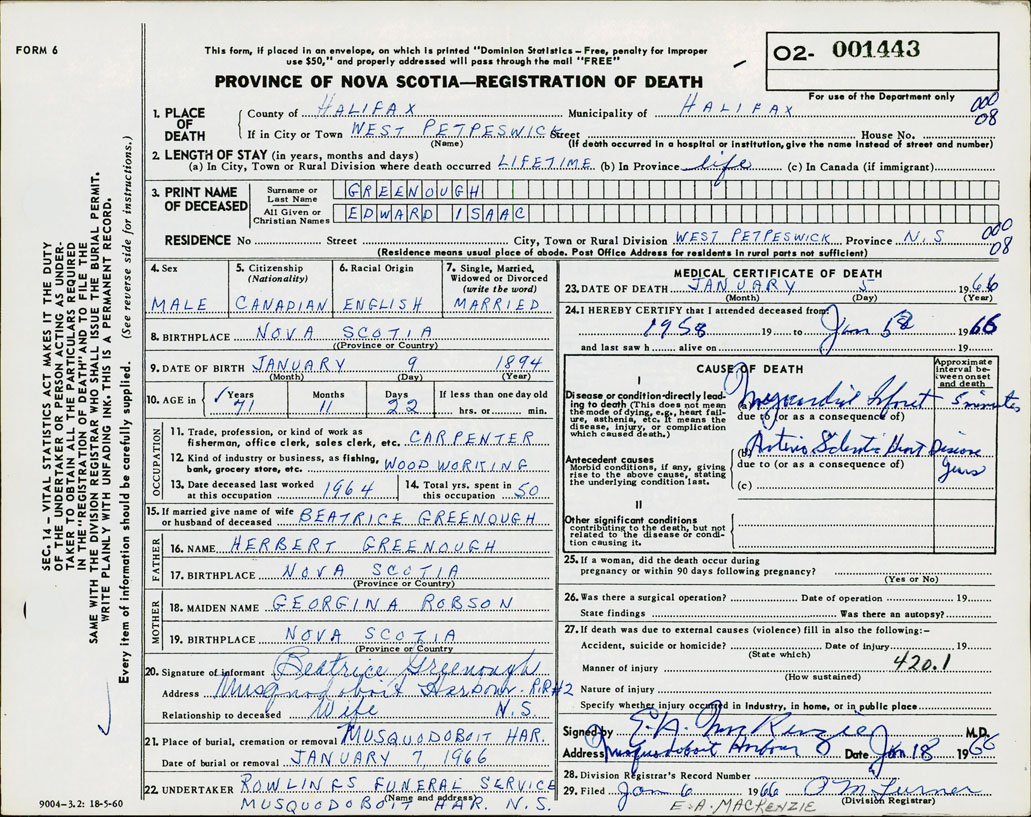 FORM 6
This form, if placed in an envelope, on which is printed "Dominion Statistics – Free, penalty for improper
use $50," and properly addressed will pass through the mail "FREE"
O2- 001443
PROVINCE OF NOVA SCOTIA—REGISTRATION OF DEATH
For use of the Department only
1. PLACE OF DEATH
County of HALIFAX Municipality of HALIFAX 000 08
If in City or Town WEST PETPESWICK Street House No.
(Name) (If death occurred in a hospital or institution, give the name instead of street and number)
2. LENGTH OF STAY (in years, months and days)
(a) In City, Town or Rural Division where death occurred LIFETIME (b) In Province life (c) In Canada (if immigrant)
3. PRINT NAME OF DECEASED
Surname or Last Name GREENOUGH
All Given or Christian Names EDWARD ISAAC
RESIDENCE No Street City, Town or Rural Division WEST PETPESWICK Province N.S 000 08
(Residence means usual place of abode. Post Office Address for residents in rural parts not sufficient)
4. Sex MALE
5. Citizenship (Nationality) CANADIAN
6. Racial Origin ENGLISH
7. Single, Married, Widowed or Divorced (write the word) MARRIED
8. BIRTHPLACE NOVA SCOTIA
((Province or Country)
9. DATE OF BIRTH JANUARY 9 1894
(Month) (Day) (Year)
10. AGE in Years 71 Months 11 Days 22 If less than one day old hrs. or min.
OCCUPATION
11. Trade, profession, or kind of work as
fisherman, office clerk, sales clerk, etc. CARPENTER
12. Kind of industry or business, as fishing,
bank, grocery store, etc. WOOD WORKING
13. Date deceased last worked
at this occupation 1964
14. Total yrs. spent in
this occupation 50
15. If married give name of wife
or husband of deceased BEATRICE GREENOUGH
FATHER
16. NAME HERBERT GREENOUGH
17. BIRTHPLACE NOVA SCOTIA
(Province or Country)
MOTHER
18. MAIDEN NAME GEORGINA ROBSON
19. BIRTHPLACE NOVA SCOTIA
(Province or Country
20. Signature of informant Beatrice Greenough
Address Musquodoboit Harbour. R.R#2
Relationship to deceased Wife N.S.
21. Place of burial, cremation or removal MUSQUODOBOIT HAR.
Date of burial or removal JANUARY 7, 1966
22. UNDERTAKER ROWLINGS FUNERAL SERVICE
(Name and address)
MUSQUODOBOIT HAR. N.S.
9004-3.2: 18-5-60
MEDICAL CERTIFICATE OF DEATH
23. DATE OF DEATH JANUARY 5 1966
(Month) (Day) (Year)
24. I HEREBY CERTIFY that I attended deceased from
1958 19 to Jan 5th 1966
and last saw h alive on 19
CAUSE OF DEATH
Approximate interval between onset and death
I
Disease or condition directly leading to death (This does not mean the mode of dying, e.g., heart failure, asthenia, etc. It means the disease, injury, or complication which caused death.)
(a) Myocardial Infarct 5 minutes
due to (or as a consequence of)
Antecedent causes
Morbid conditions, if any, giving rise to the above cause, stating the underlying condition last.
(b) Arterio Sclerotic Heart Disease Years
due to (or as a consequence of)
(c)
II
Other significant conditions
contributing to the death, but not related to the disease or condition causing it.
25. If a woman, did the death occur during
pregnancy or within 90 days following pregnancy?
(Yes or No)
26. Was there a surgical operation? Date of operation 19
State findings Was there an autopsy?
27. If death was due to external causes (violence) fill in also the following:–
Accident, suicide or homicide? Date of injury 19
(State which)
Manner of injury 420.1
(How sustained)
Nature of injury
Specify whether injury occurred in Industry, in home, or in public place
Signed by E.A. McKenzie M.D.
Address Musquodoboit Harbour Date Jan 18 1966
28. Division Registrar's Record Number
29. Filed Jan 6 1966 Turner
(Division Registrar)
E.A. MACKENZIE
SEC. 14 – VITAL STATISTICS ACT MAKES IT THE DUTY
OF THE UNDERTAKER OR PERSON ACTING AS UNDER-
TAKER TO OBTAIN ALL THE PARTICULARS REQUIRED
IN THE "REGISTRATION OF DEATH" AND TO FILE THE
SAME WITH THE DIVISION REGISTRAR WHO SHALL ISSUE THE BURIAL PERMIT.
WRITE PLAINLY WITH UNFADING INK. THIS IS A PERMANENT RECORD.
Every item of information should be carefully supplied. (See reverse side for instructions.)